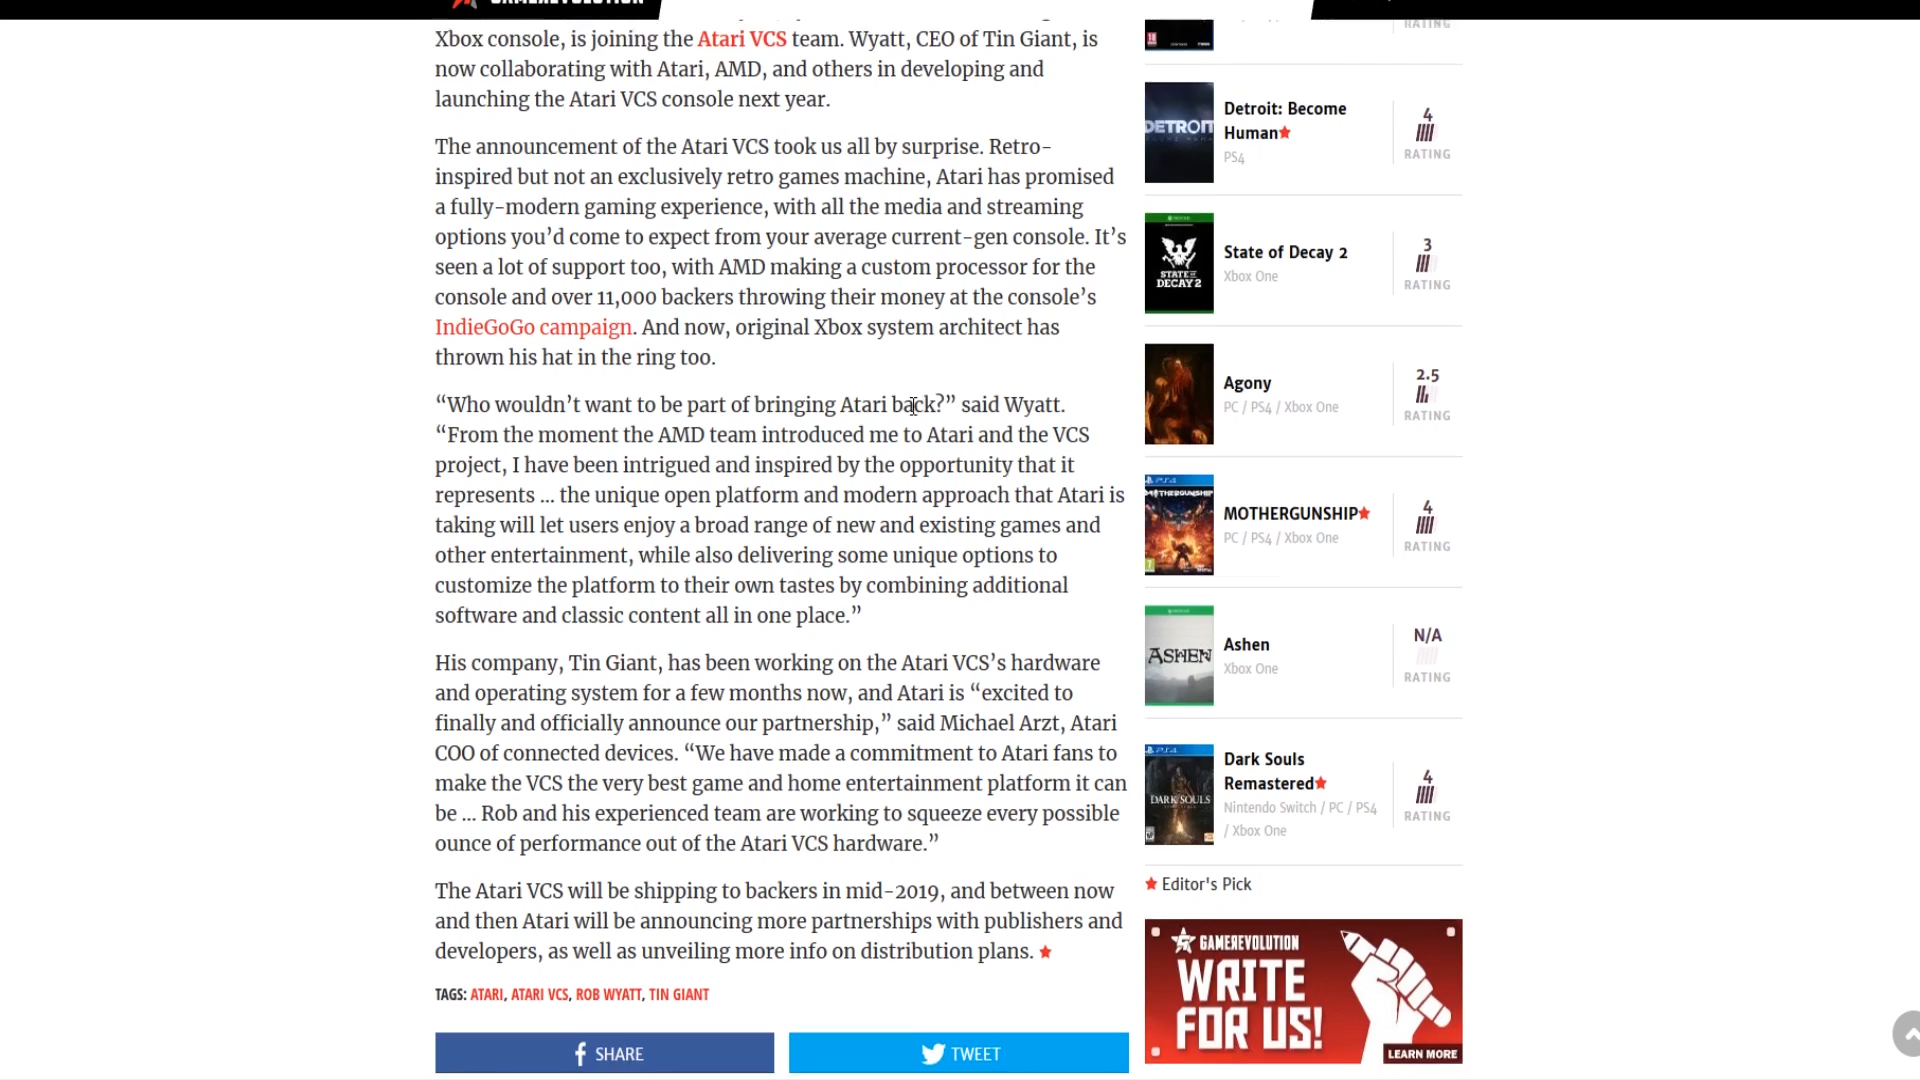 GAMEREVOLUTION
Xbox console, is joining the Atari VCS team. Wyatt, CEO of Tin Giant, is
now collaborating with Atari, AMD, and others in developing and
launching the Atari VCS console next year.
The announcement of the Atari VCS took us all by surprise. Retro-
inspired but not an exclusively retro games machine, Atari has promised
a fully-modern gaming experience, with all the media and streaming
options you’d come to expect from your average current-gen console. It’s
seen a lot of support too, with AMD making a custom processor for the
console and over 11,000 backers throwing their money at the console’s
IndieGoGo campaign. And now, original Xbox system architect has
thrown his hat in the ring too.
“Who wouldn’t want to be part of bringing Atari back?” said Wyatt.
“From the moment the AMD team introduced me to Atari and the VCS
project, I have been intrigued and inspired by the opportunity that it
represents … the unique open platform and modern approach that Atari is
taking will let users enjoy a broad range of new and existing games and
other entertainment, while also delivering some unique options to
customize the platform to their own tastes by combining additional
software and classic content all in one place.”
His company, Tin Giant, has been working on the Atari VCS’s hardware
and operating system for a few months now, and Atari is “excited to
finally and officially announce our partnership,” said Michael Arzt, Atari
COO of connected devices. “We have made a commitment to Atari fans to
make the VCS the very best game and home entertainment platform it can
be … Rob and his experienced team are working to squeeze every possible
ounce of performance out of the Atari VCS hardware.”
The Atari VCS will be shipping to backers in mid-2019, and between now
and then Atari will be announcing more partnerships with publishers and
developers, as well as unveiling more info on distribution plans.
TAGS: ATARI, ATARI VCS, ROB WYATT, TIN GIANT
SHARE
TWEET
RATING
18
DETROIT
Detroit: Become
Human
PS4
4
RATING
STATE OF
DECAY 2
State of Decay 2
Xbox One
3
RATING
Agony
PC / PS4 / Xbox One
2.5
RATING
PS4
MOTHERGUNSHIP
MOTHERGUNSHIP
PC / PS4 / Xbox One
4
RATING
ASHEN
Ashen
Xbox One
N/A
RATING
PS4
DARK SOULS
Dark Souls
Remastered
Nintendo Switch / PC / PS4
/ Xbox One
4
RATING
Editor's Pick
GAMEREVOLUTION
WRITE
FOR US!
LEARN MORE